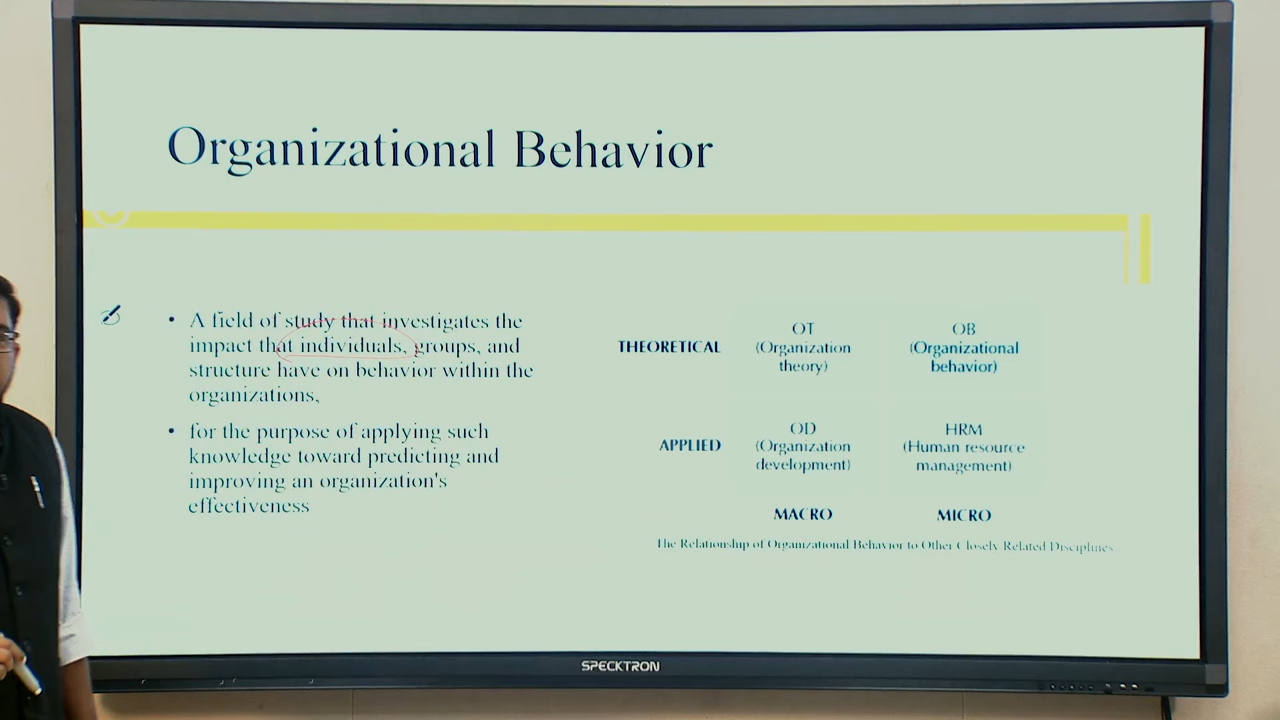 Organizational Behavior
• A field of study that investigates the
impact that individuals, groups, and
structure have on behavior within the
organizations,
• for the purpose of applying such
knowledge toward predicting and
improving an organization's
effectiveness
THEORETICAL
OT
(Organization
theory)
OB
(Organizational
behavior)
APPLIED
OD
(Organization
development)
HRM
(Human resource
management)
MACRO
MICRO
The Relationship of Organizational Behavior to Other Closely Related Disciplines
SPECKTRON